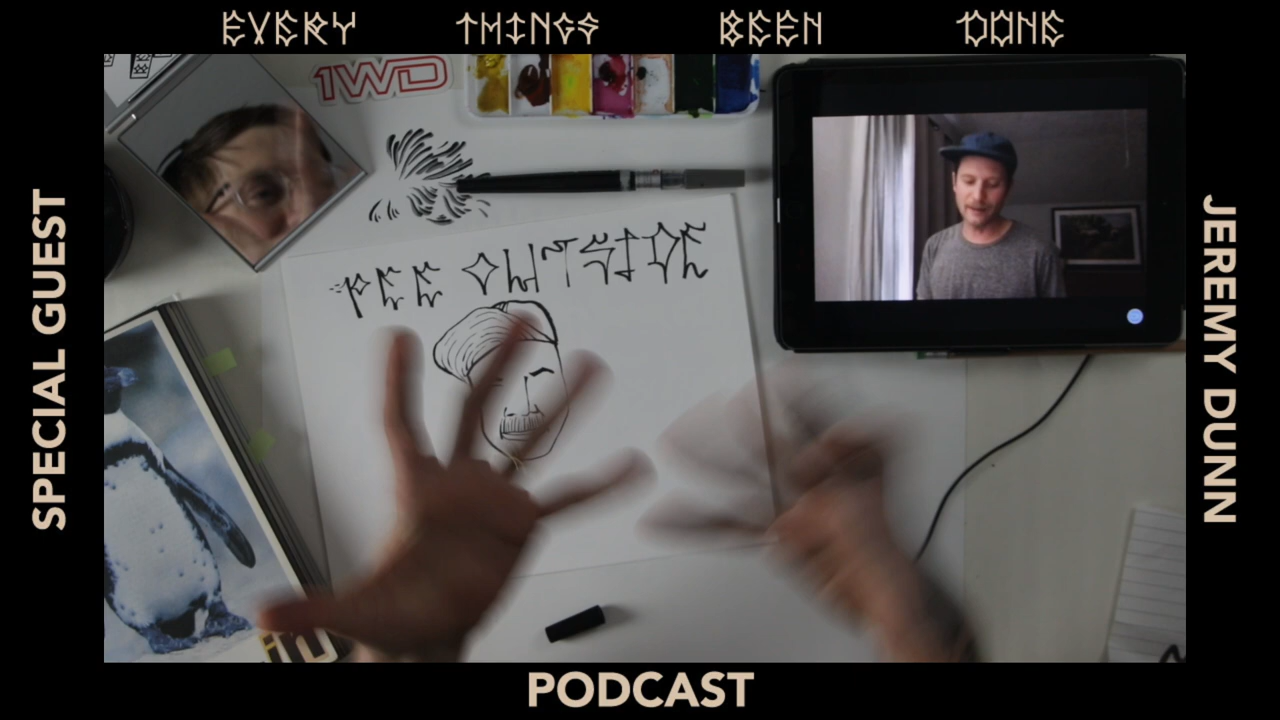 EVERY THINGS BEEN DONE
1WD
PEE OUTSIDE
SPECIAL GUEST
JEREMY DUNN
PODCAST